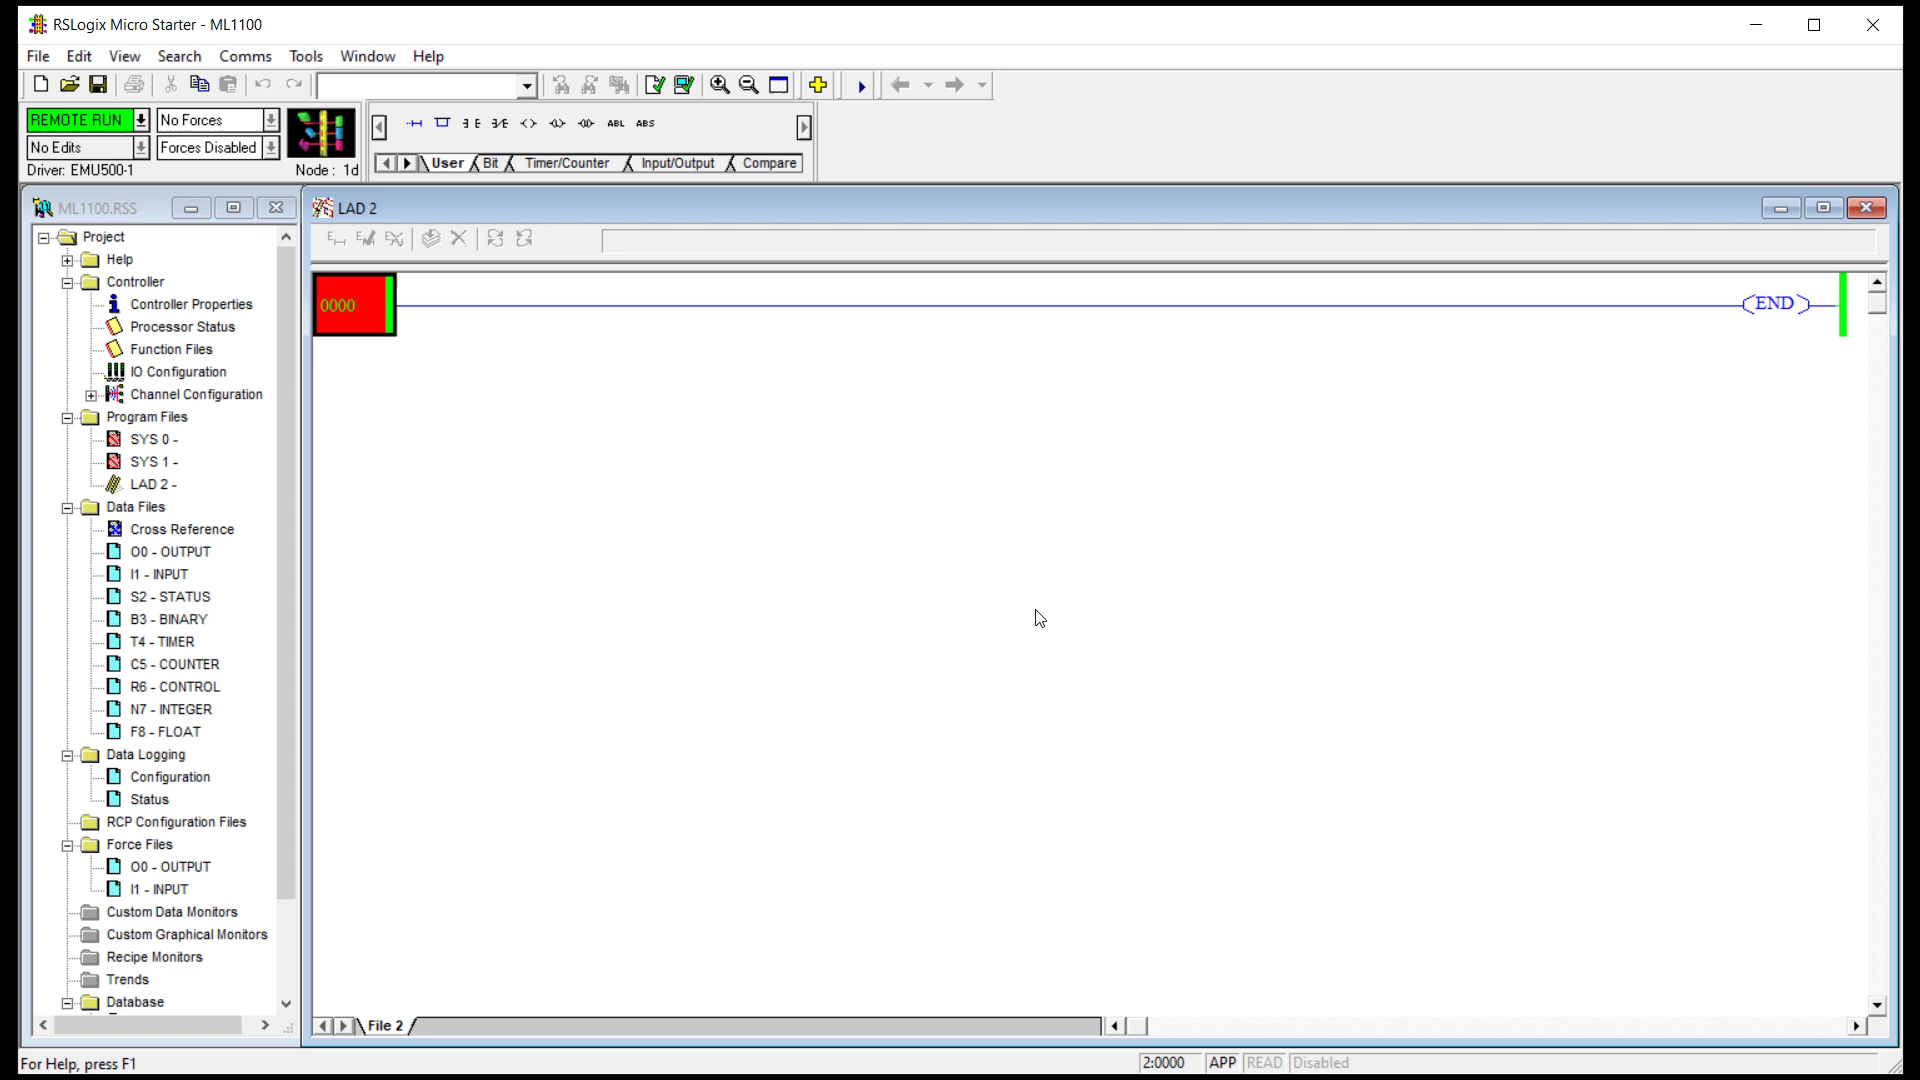 RSLogix Micro Starter - ML1100
File Edit View Search Comms Tools Window Help
REMOTE RUN No Forces
No Edits Forces Disabled
Driver: EMU500-1 Node : 1d
ABL ABS
User Bit Timer/Counter Input/Output Compare
ML1100.RSS
LAD 2
Project
Help
Controller
Controller Properties
Processor Status
Function Files
IO Configuration
Channel Configuration
Program Files
SYS 0 -
SYS 1 -
LAD 2 -
Data Files
Cross Reference
O0 - OUTPUT
I1 - INPUT
S2 - STATUS
B3 - BINARY
T4 - TIMER
C5 - COUNTER
R6 - CONTROL
N7 - INTEGER
F8 - FLOAT
Data Logging
Configuration
Status
RCP Configuration Files
Force Files
O0 - OUTPUT
I1 - INPUT
Custom Data Monitors
Custom Graphical Monitors
Recipe Monitors
Trends
Database
0000
END
File 2
For Help, press F1
2:0000 APP READ Disabled